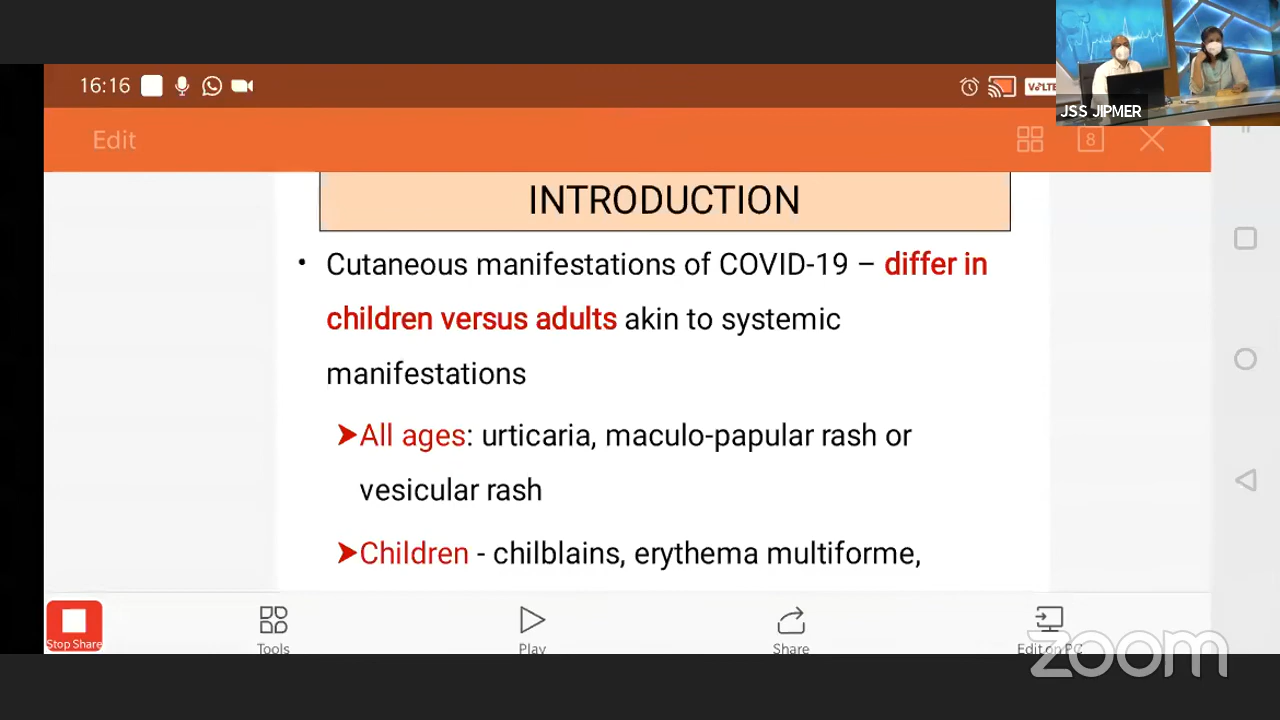 16:16
VoLTE
JSS JIPMER
Edit
8
INTRODUCTION
• Cutaneous manifestations of COVID-19 – differ in
children versus adults akin to systemic
manifestations
➤All ages: urticaria, maculo-papular rash or
vesicular rash
➤Children - chilblains, erythema multiforme,
Stop Share
Tools
Play
Share
Edit on PC
zoom